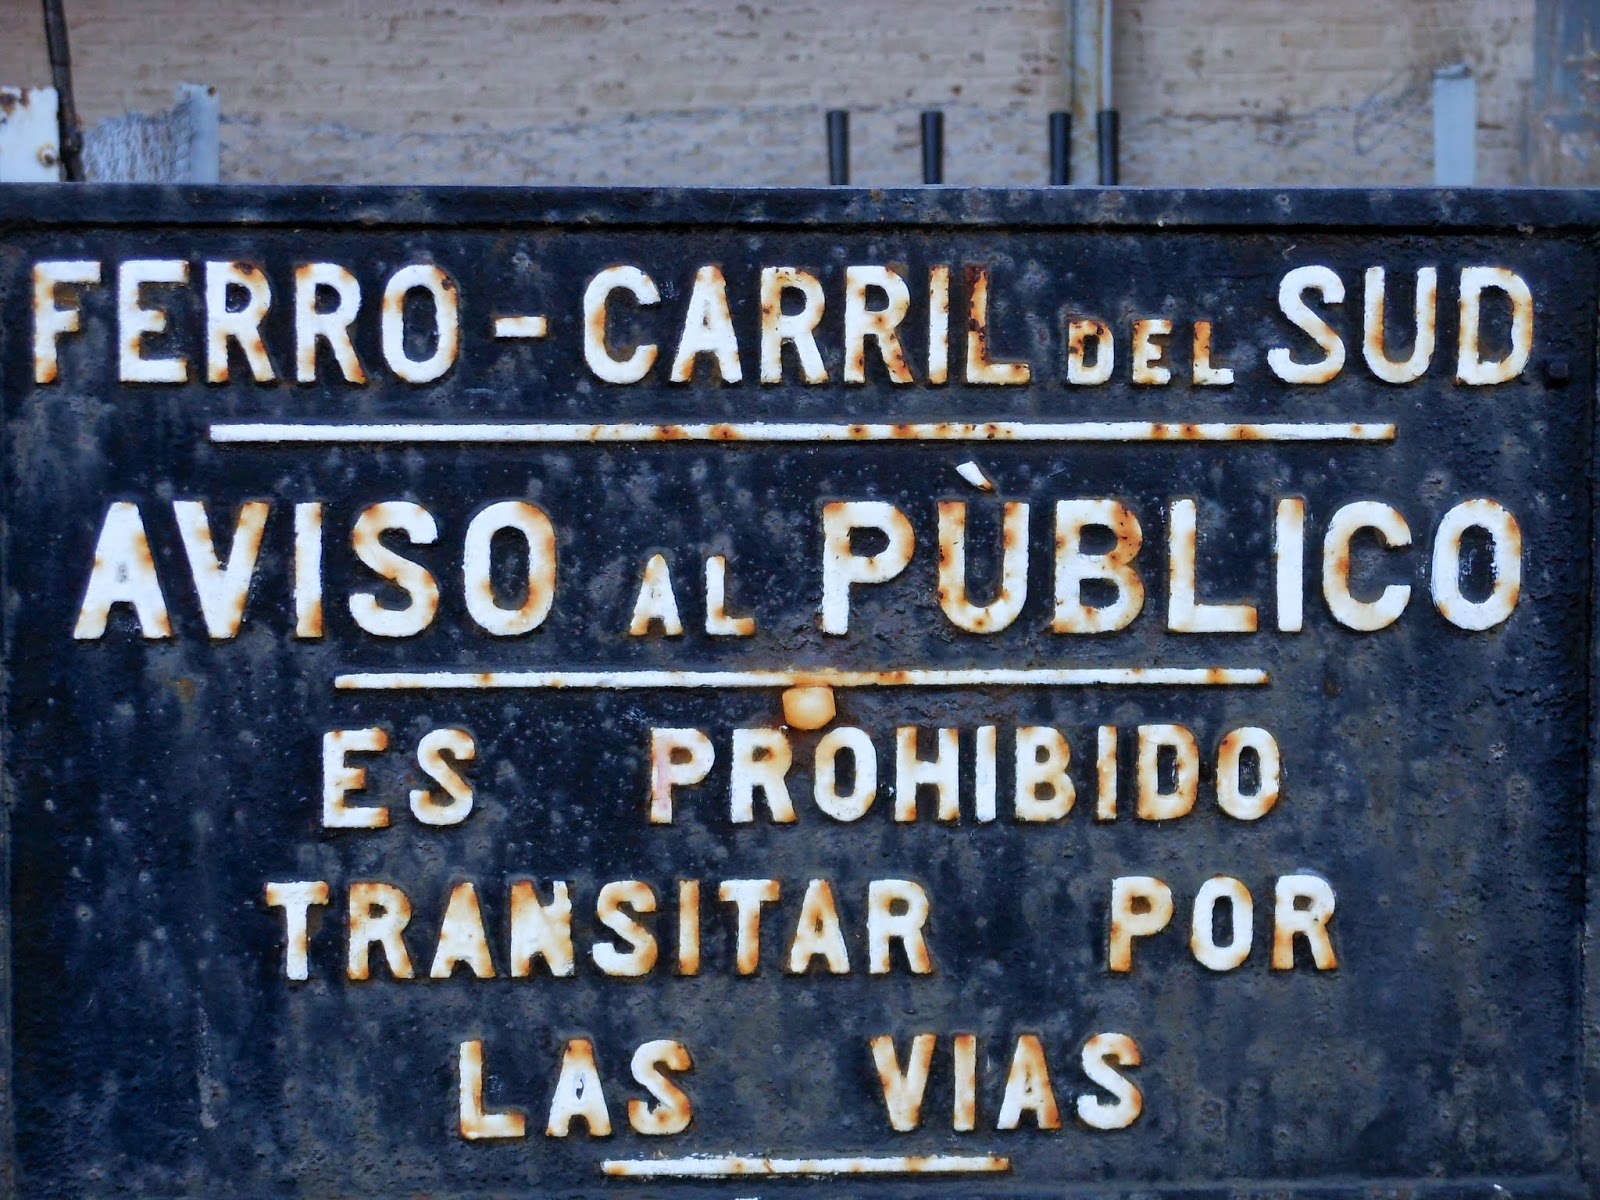 FERRO-CARRIL DEL SUD
AVISO AL PÙBLICO
ES PROHIBIDO
TRANSITAR POR
LAS VIAS